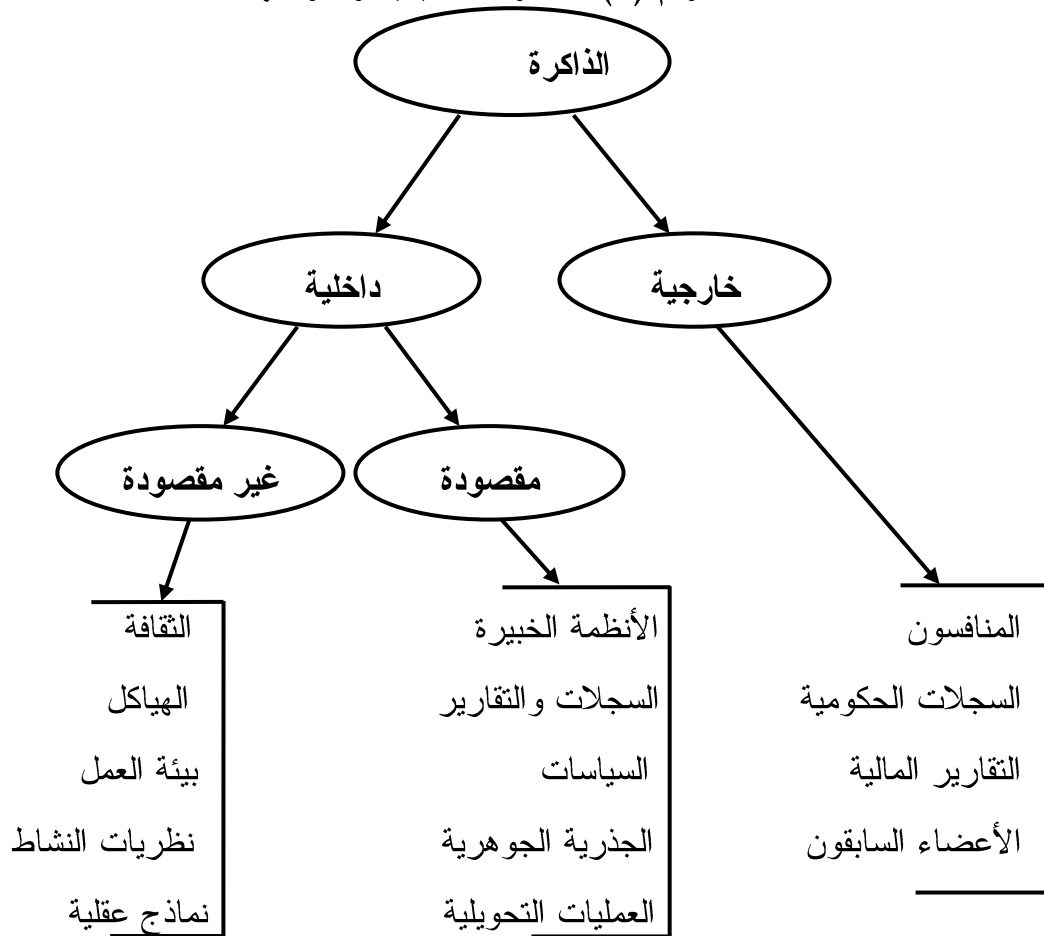 الذاكرة
خارجية
داخلية
مقصودة
غير مقصودة
المنافسون
السجلات الحكومية
التقارير المالية
الأعضاء السابقون
الأنظمة الخبيرة
السجلات والتقارير
السياسات
الجذرية الجوهرية
العمليات التحويلية
الثقافة
الهياكل
بيئة العمل
نظريات النشاط
نماذج عقلية